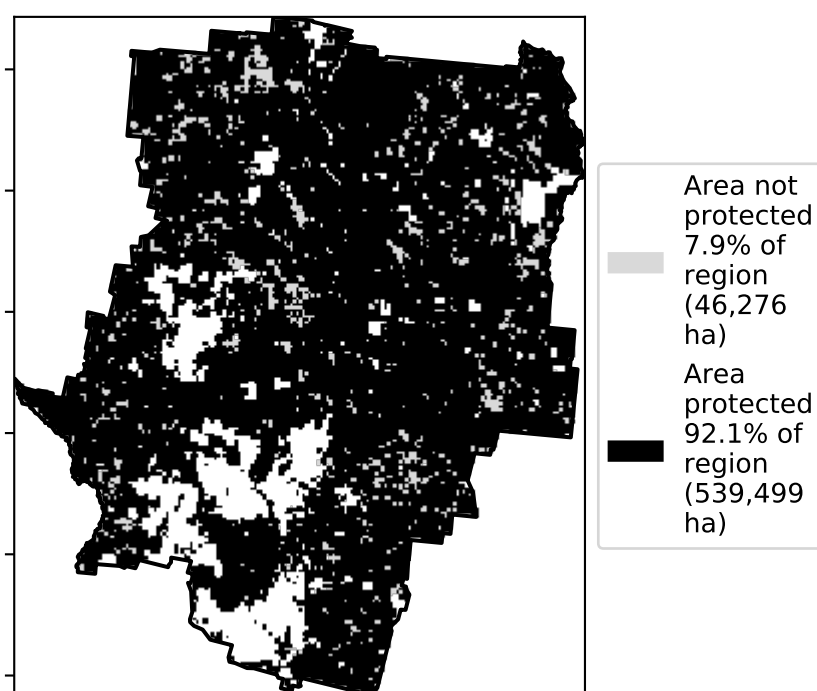 Area not
protected
7.9% of
region
(46,276
ha)
Area
protected
92.1% of
region
(539,499
ha)